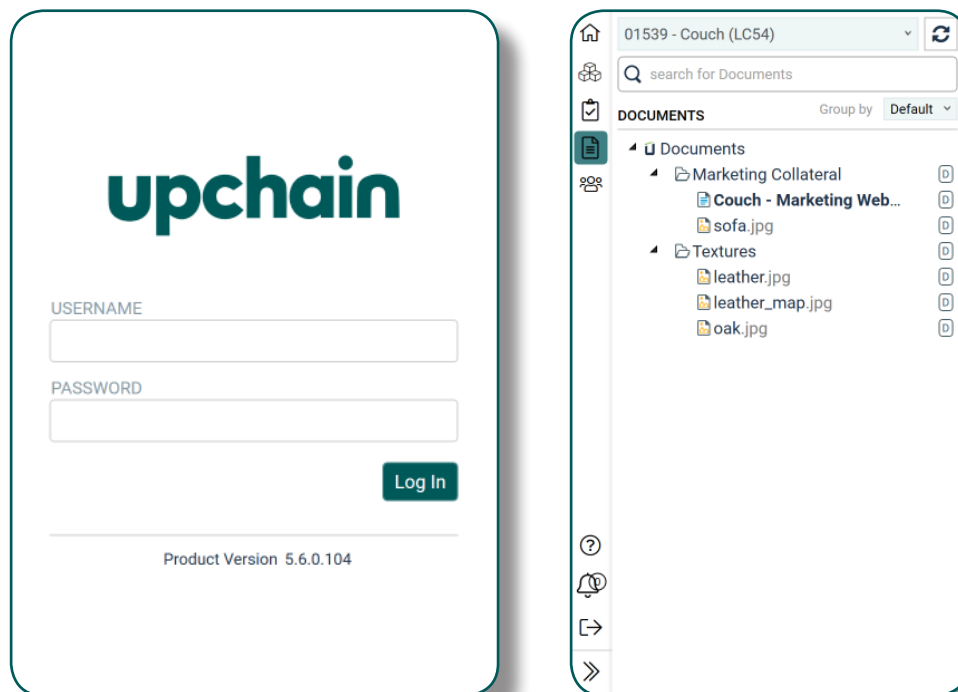 upchain
USERNAME
PASSWORD
Log In
Product Version 5.6.0.104
01539 - Couch (LC54)
search for Documents
DOCUMENTS
Group by Default
Documents
Marketing Collateral D
Couch - Marketing Web... D
sofa.jpg D
Textures D
leather.jpg D
leather_map.jpg D
oak.jpg D
?
0